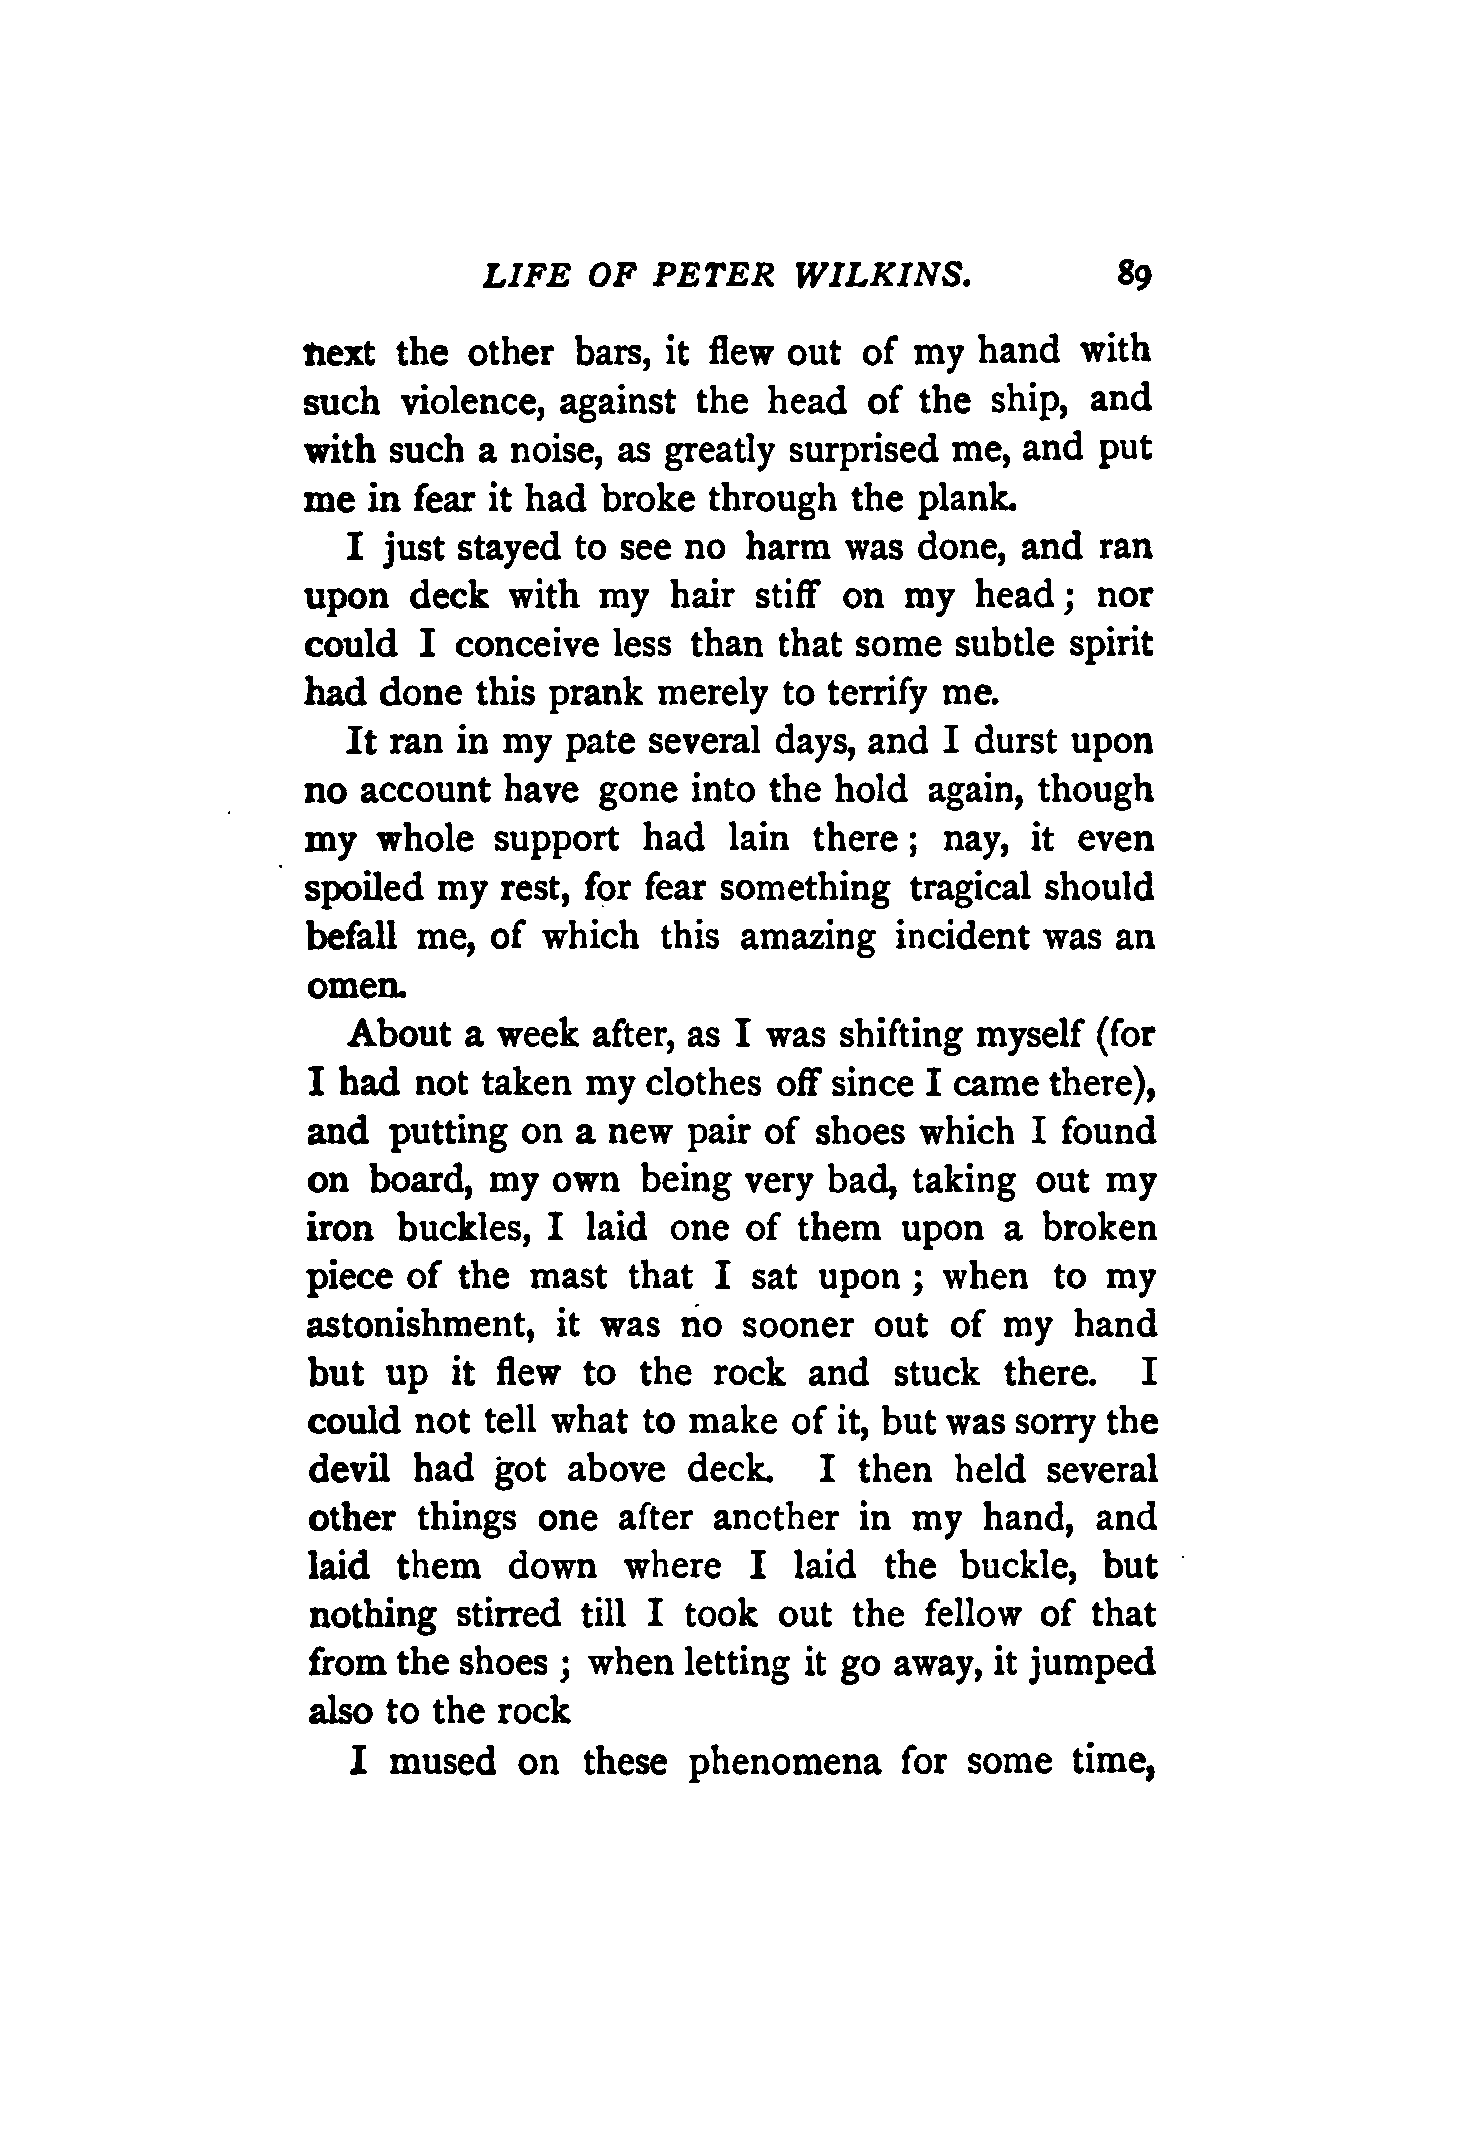 LIFE OF PETER WILKINS. 89
next the other bars, it flew out of my hand with
such violence, against the head of the ship, and
with such a noise, as greatly surprised me, and put
me in fear it had broke through the plank.
I just stayed to see no harm was done, and ran
upon deck with my hair stiff on my head; nor
could I conceive less than that some subtle spirit
had done this prank merely to terrify me.
It ran in my pate several days, and I durst upon
no account have gone into the hold again, though
my whole support had lain there; nay, it even
spoiled my rest, for fear something tragical should
befall me, of which this amazing incident was an
omen.
About a week after, as I was shifting myself (for
I had not taken my clothes off since I came there),
and putting on a new pair of shoes which I found
on board, my own being very bad, taking out my
iron buckles, I laid one of them upon a broken
piece of the mast that I sat upon; when to my
astonishment, it was no sooner out of my hand
but up it flew to the rock and stuck there. I
could not tell what to make of it, but was sorry the
devil had got above deck. I then held several
other things one after another in my hand, and
laid them down where I laid the buckle, but
nothing stirred till I took out the fellow of that
from the shoes; when letting it go away, it jumped
also to the rock
I mused on these phenomena for some time,